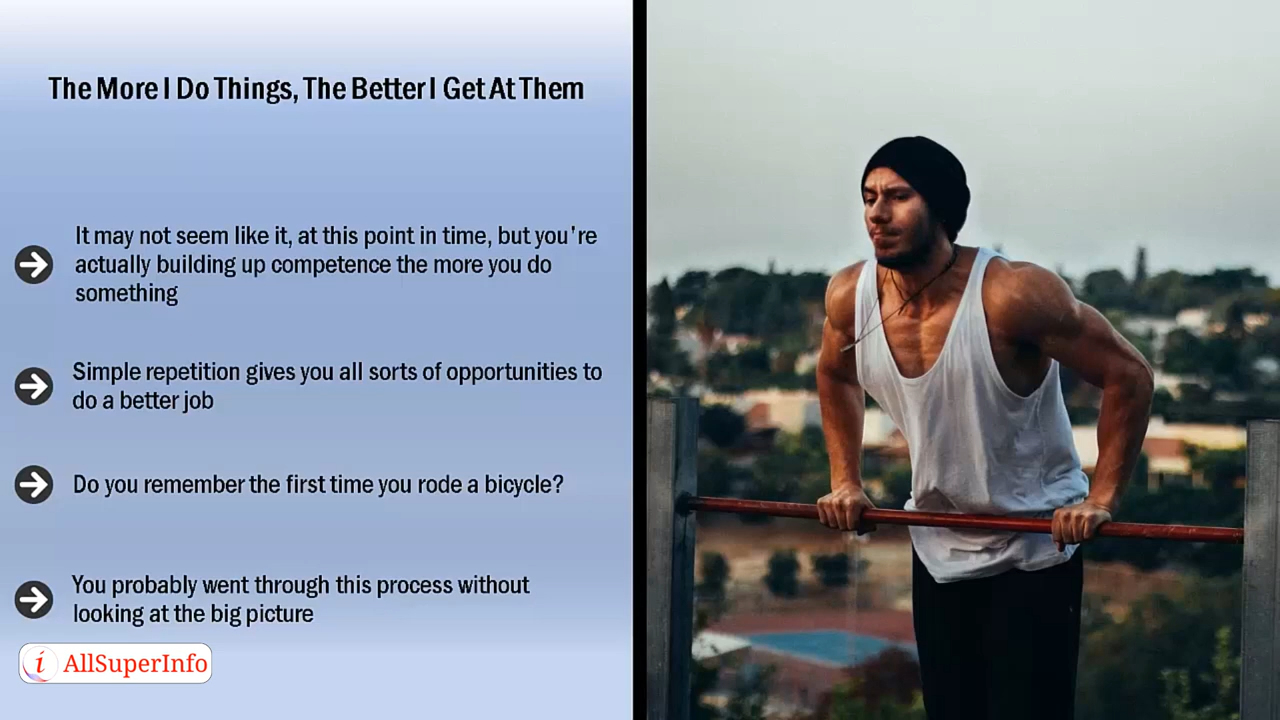 The More I Do Things, The Better I Get At Them
It may not seem like it, at this point in time, but you're
actually building up competence the more you do
something
Simple repetition gives you all sorts of opportunities to
do a better job
Do you remember the first time you rode a bicycle?
You probably went through this process without
looking at the big picture
i AllSuperInfo